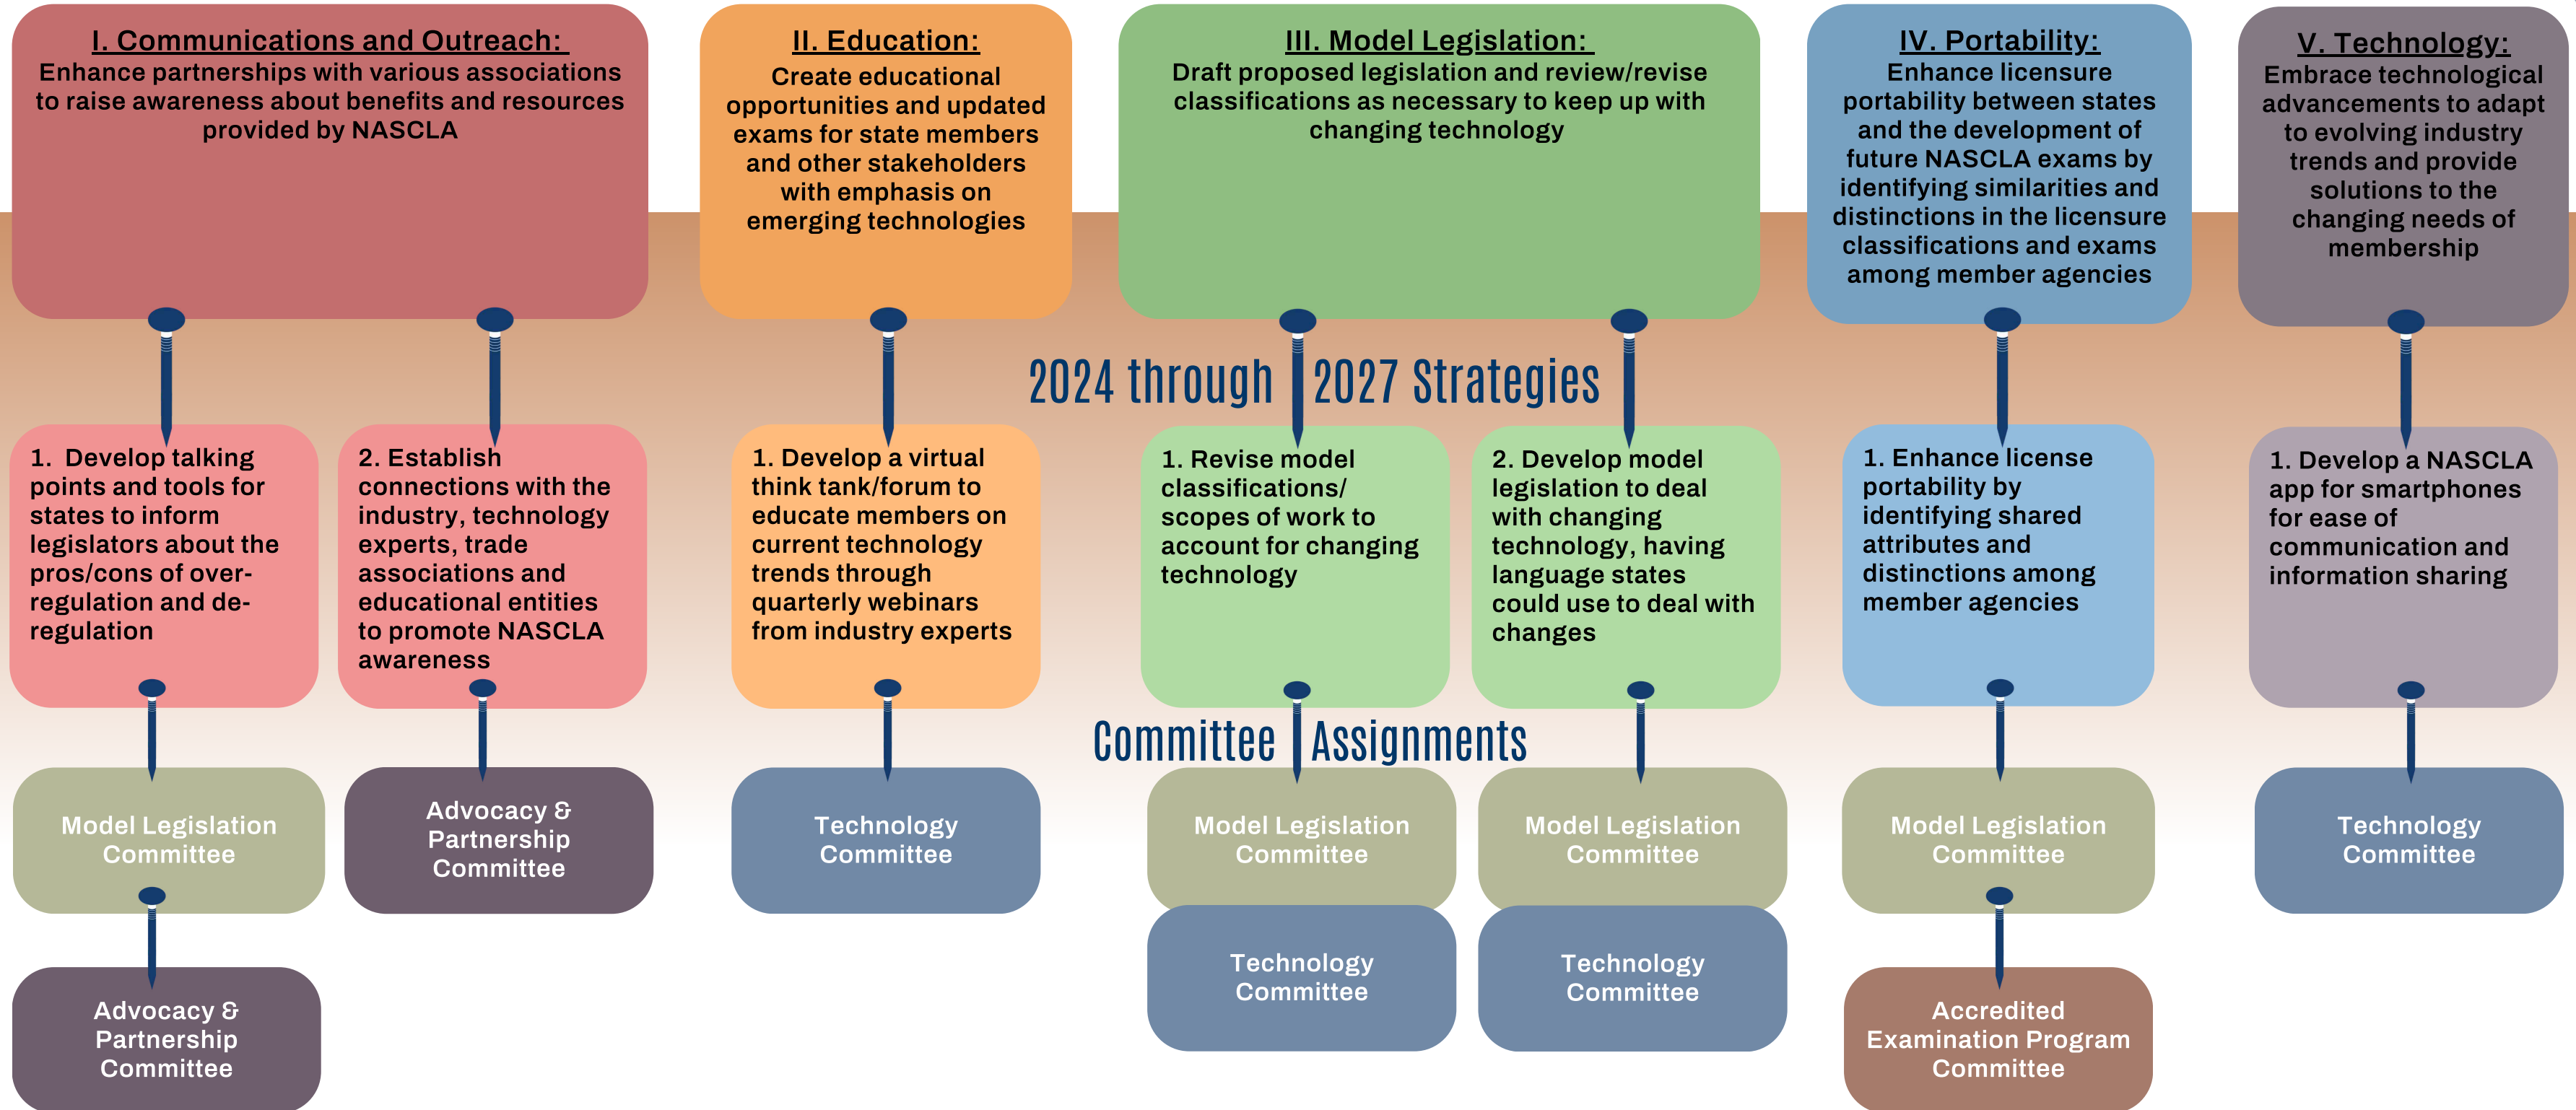 I. Communications and Outreach:
Enhance partnerships with various associations
to raise awareness about benefits and resources
provided by NASCLA
II. Education:
Create educational
opportunities and updated
exams for state members
and other stakeholders
with emphasis on
emerging technologies
III. Model Legislation:
Draft proposed legislation and review/revise
classifications as necessary to keep up with
changing technology
IV. Portability:
Enhance licensure
portability between states
and the development of
future NASCLA exams by
identifying similarities and
distinctions in the licensure
classifications and exams
among member agencies
V. Technology:
Embrace technological
advancements to adapt
to evolving industry
trends and provide
solutions to the
changing needs of
membership
2024 through 2027 Strategies
1. Develop talking
points and tools for
states to inform
legislators about the
pros/cons of over-
regulation and de-
regulation
2. Establish
connections with the
industry, technology
experts, trade
associations and
educational entities
to promote NASCLA
awareness
1. Develop a virtual
think tank/forum to
educate members on
current technology
trends through
quarterly webinars
from industry experts
1. Revise model
classifications/
scopes of work to
account for changing
technology
2. Develop model
legislation to deal
with changing
technology, having
language states
could use to deal with
changes
1. Enhance license
portability by
identifying shared
attributes and
distinctions among
member agencies
1. Develop a NASCLA
app for smartphones
for ease of
communication and
information sharing
Committee Assignments
Model Legislation
Committee
Advocacy &
Partnership
Committee
Technology
Committee
Model Legislation
Committee
Model Legislation
Committee
Model Legislation
Committee
Technology
Committee
Advocacy &
Partnership
Committee
Technology
Committee
Technology
Committee
Accredited
Examination Program
Committee